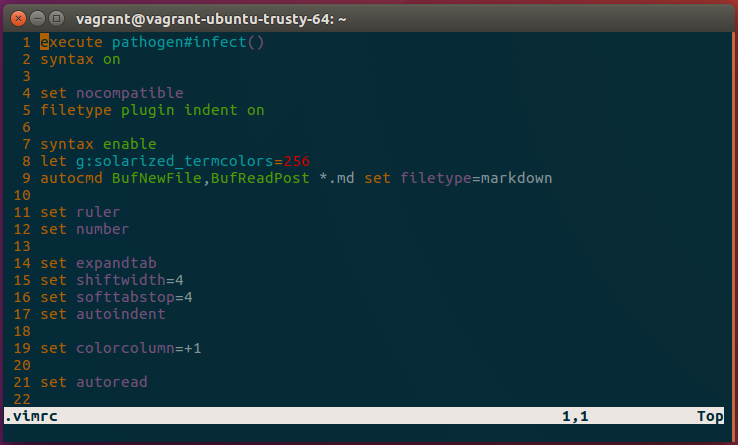 vagrant@vagrant-ubuntu-trusty-64: ~
1 execute pathogen#infect()
2 syntax on
3
4 set nocompatible
5 filetype plugin indent on
6
7 syntax enable
8 let g:solarized_termcolors=256
9 autocmd BufNewFile,BufReadPost *.md set filetype=markdown
10
11 set ruler
12 set number
13
14 set expandtab
15 set shiftwidth=4
16 set softtabstop=4
17 set autoindent
18
19 set colorcolumn=+1
20
21 set autoread
22
.vimrc 1,1 Top